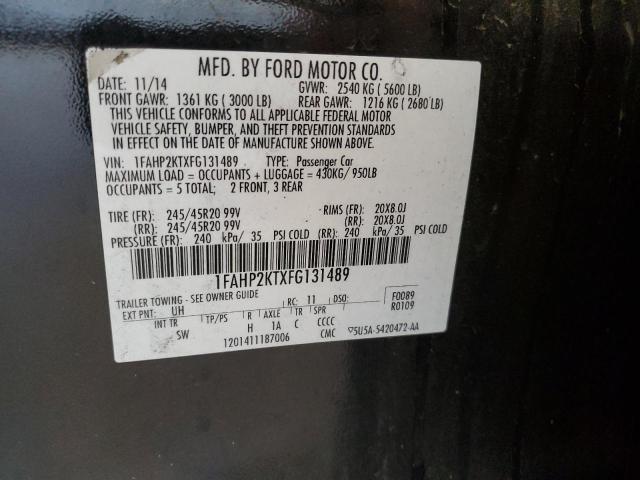 MFD. BY FORD MOTOR CO.
DATE: 11/14 GVWR: 2540 KG ( 5600 LB)
FRONT GAWR: 1361 KG ( 3000 LB) REAR GAWR: 1216 KG ( 2680 LB)
THIS VEHICLE CONFORMS TO ALL APPLICABLE FEDERAL MOTOR
VEHICLE SAFETY, BUMPER, AND THEFT PREVENTION STANDARDS
IN EFFECT ON THE DATE OF MANUFACTURE SHOWN ABOVE.
VIN: 1FAHP2KTXFG131489 TYPE: Passenger Car
MAXIMUM LOAD = OCCUPANTS + LUGGAGE = 430KG/ 950LB
OCCUPANTS = 5 TOTAL; 2 FRONT, 3 REAR
TIRE (FR): 245/45R20 99V RIMS (FR): 20X8.0J
(RR): 245/45R20 99V (RR): 20X8.0J
PRESSURE (FR): 240 kPa/ 35 PSI COLD (RR): 240 kPa/ 35 PSI COLD
1FAHP2KTXFG131489
TRAILER TOWING - SEE OWNER GUIDE
EXT PNT: UH RC: 11 DSO: F0089
R0109
INT TR TP/PS R AXLE TR SPR
SW H 1A C CCCC
1201411187006 CMC 5U5A-5420472-AA